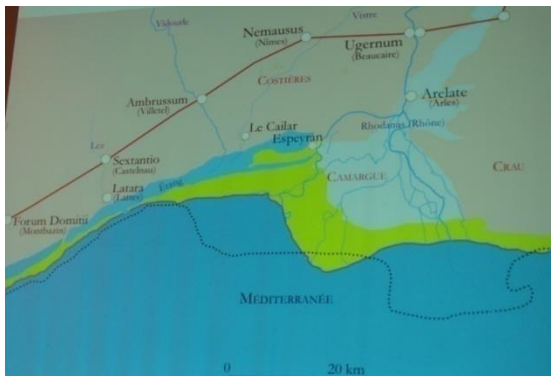 Vidourle
Vistre
Nemausus
(Nîmes)
Ugernum
(Beaucaire)
COSTIÈRES
Ambrussum
(Villetel)
Arelate
(Arles)
Le Cailar
Espeyran
Rhodanus (Rhône)
Lez
Sextantio
(Castelnau)
CAMARGUE
CRAU
Étang
Latara
(Lattes)
Forum Domitii
(Montbazin)
MÉDITERRANÉE
0 20 km